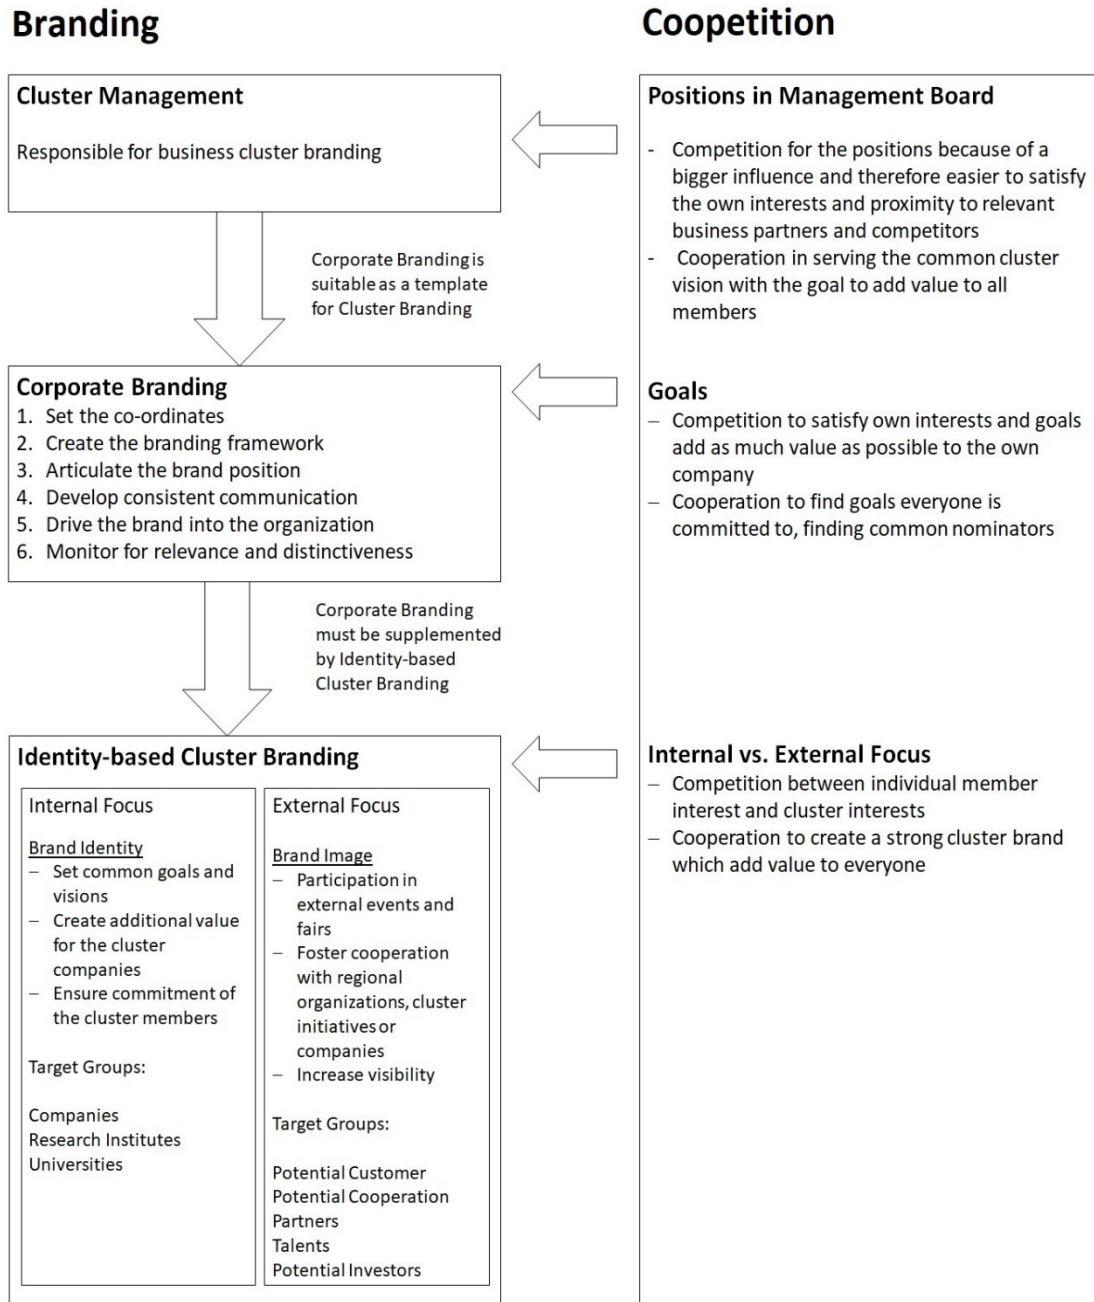 Branding
Cluster Management
Responsible for business cluster branding
Corporate Branding is
suitable as a template
for Cluster Branding
Corporate Branding
1. Set the co-ordinates
2. Create the branding framework
3. Articulate the brand position
4. Develop consistent communication
5. Drive the brand into the organization
6. Monitor for relevance and distinctiveness
Corporate Branding
must be supplemented
by Identity-based
Cluster Branding
Identity-based Cluster Branding
Internal Focus
Brand Identity
– Set common goals and
visions
– Create additional value
for the cluster
companies
– Ensure commitment of
the cluster members
Target Groups:
Companies
Research Institutes
Universities
External Focus
Brand Image
– Participation in
external events and
fairs
– Foster cooperation
with regional
organizations, cluster
initiatives or
companies
– Increase visibility
Target Groups:
Potential Customer
Potential Cooperation
Partners
Talents
Potential Investors
Coopetition
Positions in Management Board
- Competition for the positions because of a
bigger influence and therefore easier to satisfy
the own interests and proximity to relevant
business partners and competitors
- Cooperation in serving the common cluster
vision with the goal to add value to all
members
Goals
– Competition to satisfy own interests and goals
add as much value as possible to the own
company
– Cooperation to find goals everyone is
committed to, finding common nominators
Internal vs. External Focus
– Competition between individual member
interest and cluster interests
– Cooperation to create a strong cluster brand
which add value to everyone